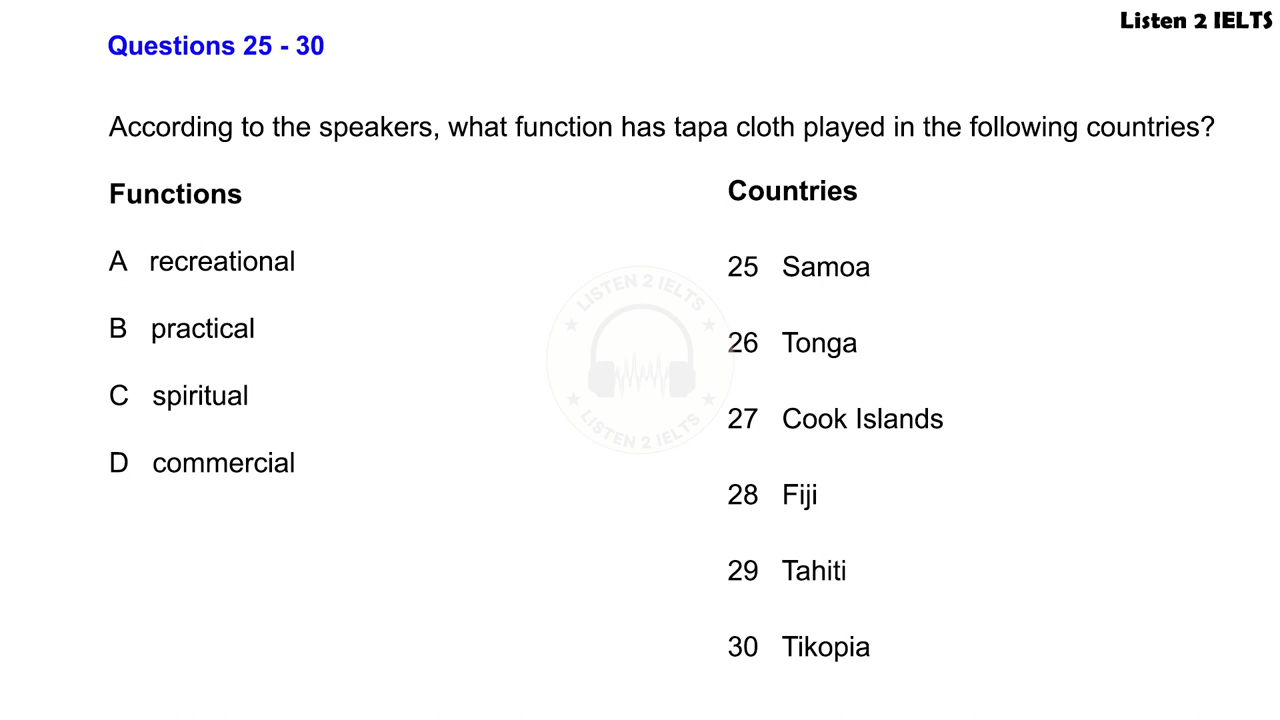 Listen 2 IELTS
Questions 25 - 30
According to the speakers, what function has tapa cloth played in the following countries?
Functions
A recreational
B practical
C spiritual
D commercial
Countries
25 Samoa
26 Tonga
27 Cook Islands
28 Fiji
29 Tahiti
30 Tikopia
LISTEN 2 IELTS
LISTEN 2 IELTS